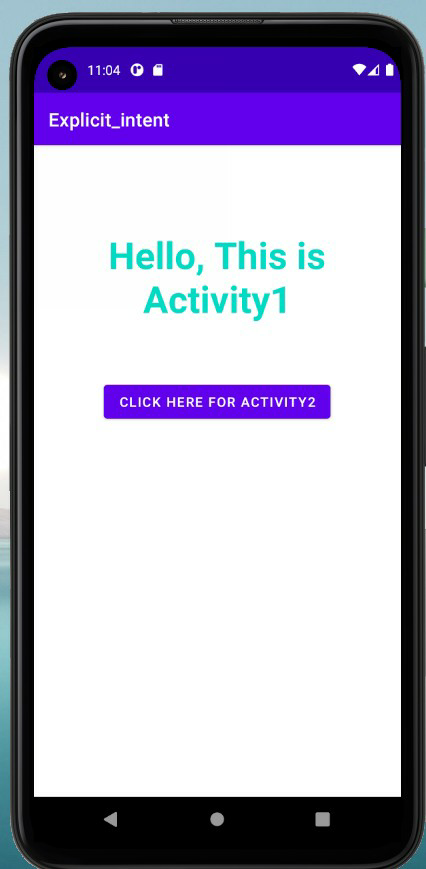 11:04
Explicit_intent
Hello, This is
Activity1
CLICK HERE FOR ACTIVITY2